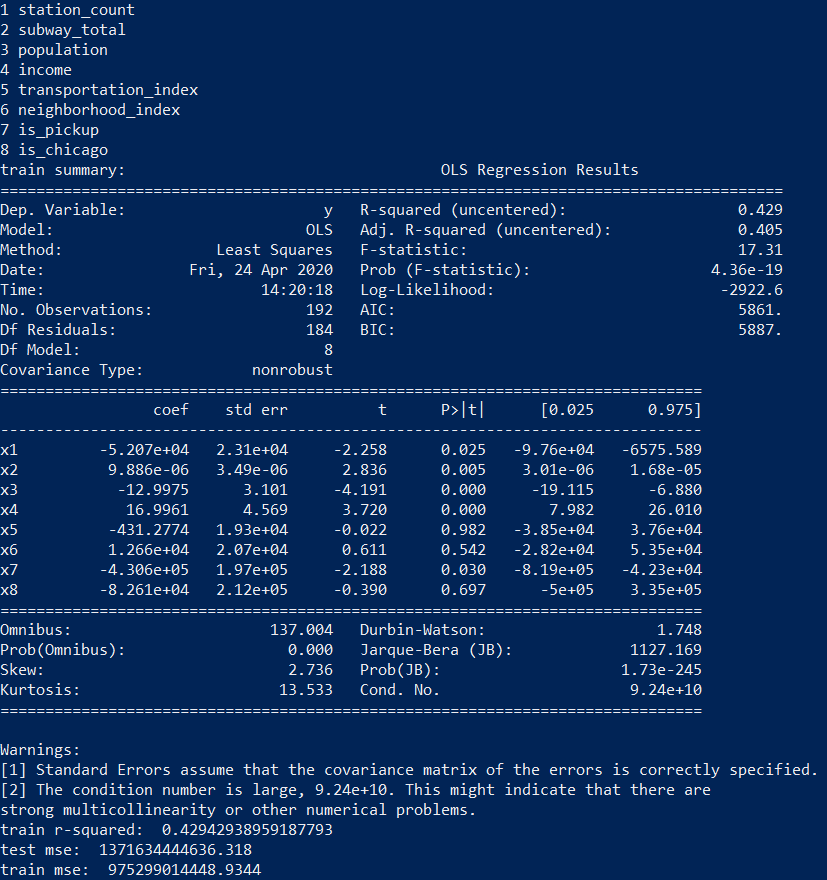 1 station_count
2 subway_total
3 population
4 income
5 transportation_index
6 neighborhood_index
7 is_pickup
8 is_chicago
train summary:                                   OLS Regression Results
=======================================================================================
Dep. Variable:                      y   R-squared (uncentered):                   0.429
Model:                            OLS   Adj. R-squared (uncentered):              0.405
Method:                 Least Squares   F-statistic:                              17.31
Date:                Fri, 24 Apr 2020   Prob (F-statistic):                    4.36e-19
Time:                        14:20:18   Log-Likelihood:                         -2922.6
No. Observations:                 192   AIC:                                      5861.
Df Residuals:                     184   BIC:                                      5887.
Df Model:                           8
Covariance Type:            nonrobust
==============================================================================
                 coef    std err          t      P>|t|      [0.025      0.975]
------------------------------------------------------------------------------
x1         -5.207e+04   2.31e+04     -2.258      0.025   -9.76e+04   -6575.589
x2          9.886e-06   3.49e-06      2.836      0.005    3.01e-06    1.68e-05
x3           -12.9975      3.101     -4.191      0.000     -19.115      -6.880
x4            16.9961      4.569      3.720      0.000       7.982      26.010
x5          -431.2774   1.93e+04     -0.022      0.982   -3.85e+04    3.76e+04
x6          1.266e+04   2.07e+04      0.611      0.542   -2.82e+04    5.35e+04
x7         -4.306e+05   1.97e+05     -2.188      0.030   -8.19e+05   -4.23e+04
x8         -8.261e+04   2.12e+05     -0.390      0.697      -5e+05    3.35e+05
==============================================================================
Omnibus:                      137.004   Durbin-Watson:                   1.748
Prob(Omnibus):                  0.000   Jarque-Bera (JB):             1127.169
Skew:                           2.736   Prob(JB):                    1.73e-245
Kurtosis:                      13.533   Cond. No.                     9.24e+10
==============================================================================
Warnings:
[1] Standard Errors assume that the covariance matrix of the errors is correctly specified.
[2] The condition number is large, 9.24e+10. This might indicate that there are
strong multicollinearity or other numerical problems.
train r-squared:  0.42942938959187793
test mse:  1371634444636.318
train mse:  975299014448.9344